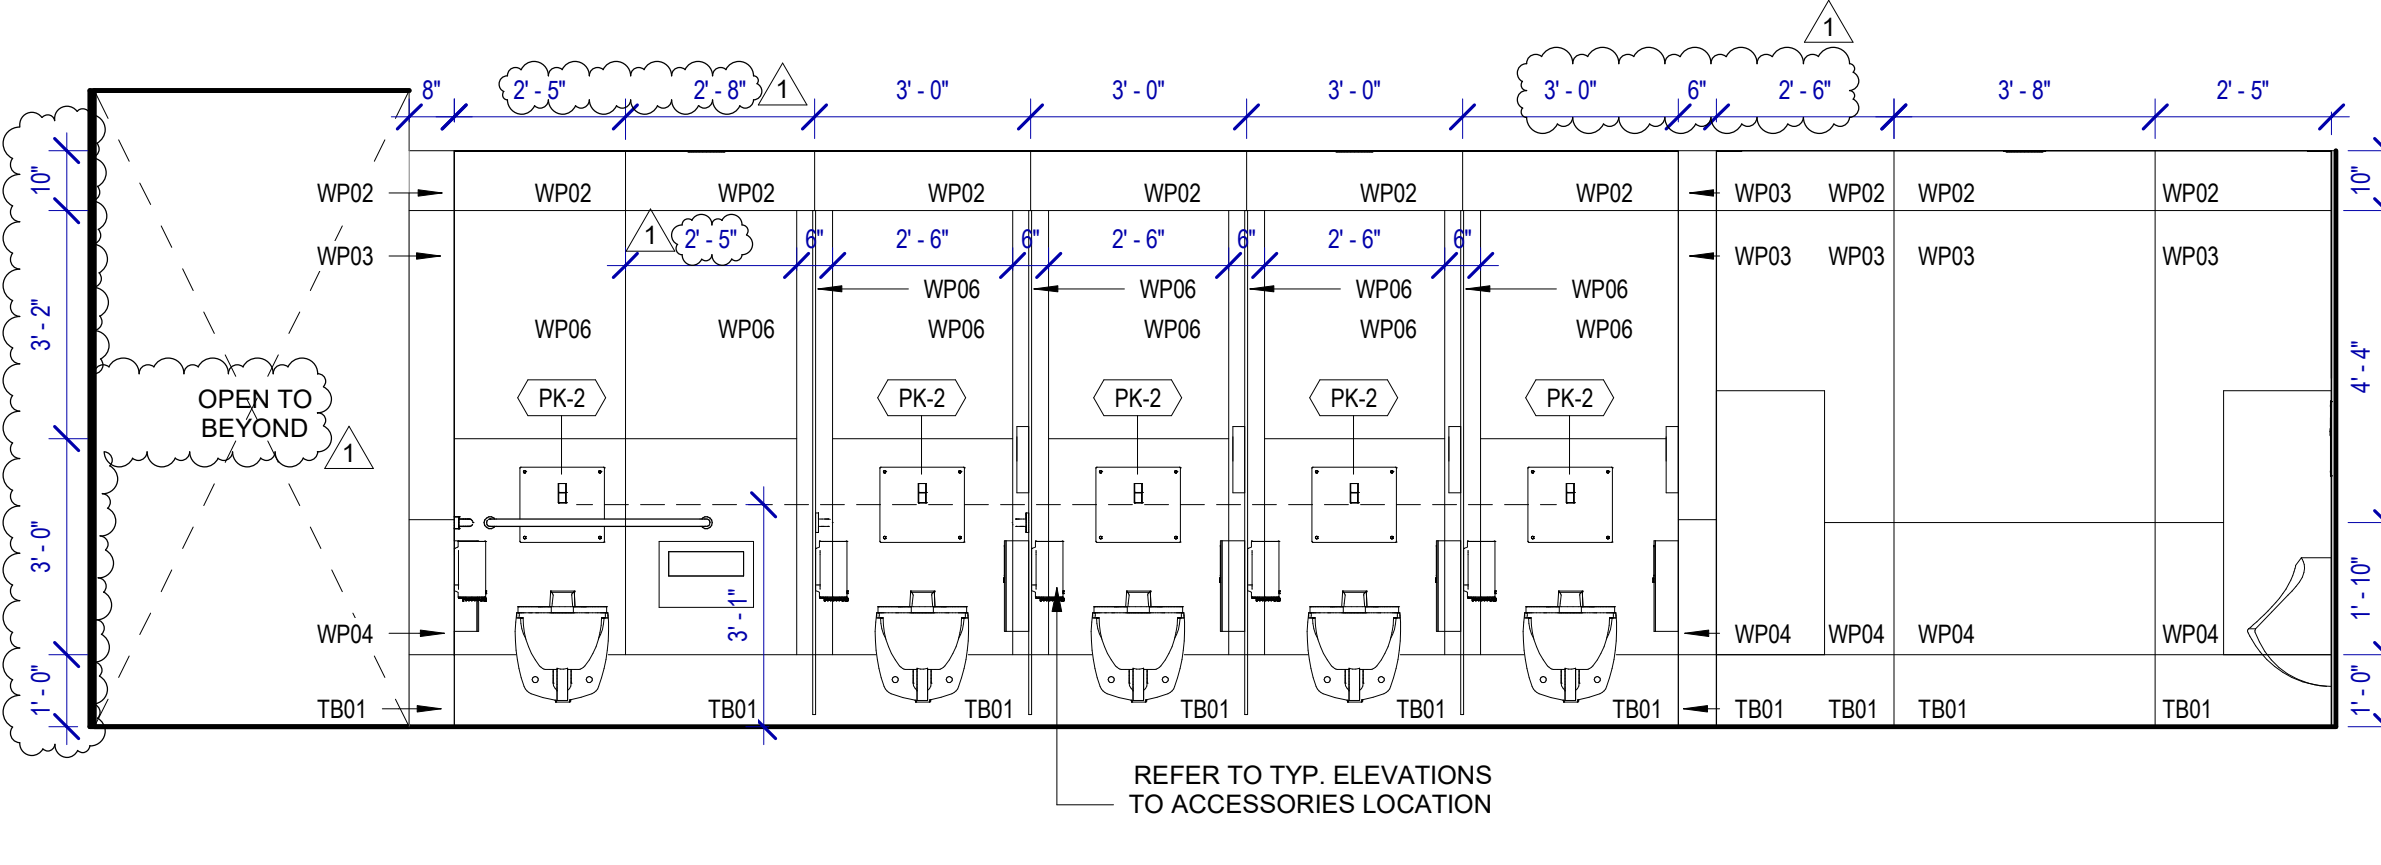 1
1
8"
2' - 5"
2' - 8"
3' - 0"
3' - 0"
3' - 0"
3' - 0"
6"
2' - 6"
3' - 8"
2' - 5"
10"
WP02
WP02
WP02
WP02
WP02
WP02
WP02
WP03
WP02
WP02
WP02
10"
1
2' - 5"
6"
2' - 6"
6"
2' - 6"
6"
2' - 6"
6"
WP03
WP03
WP03
WP03
WP03
WP06
WP06
WP06
WP06
3' - 2"
WP06
WP06
WP06
WP06
WP06
WP06
4' - 4"
OPEN TO
BEYOND
1
PK-2
PK-2
PK-2
PK-2
PK-2
3' - 0"
3' - 1"
1' - 10"
WP04
WP04
WP04
WP04
WP04
1' - 0"
TB01
TB01
TB01
TB01
TB01
TB01
TB01
TB01
TB01
TB01
1' - 0"
REFER TO TYP. ELEVATIONS
TO ACCESSORIES LOCATION